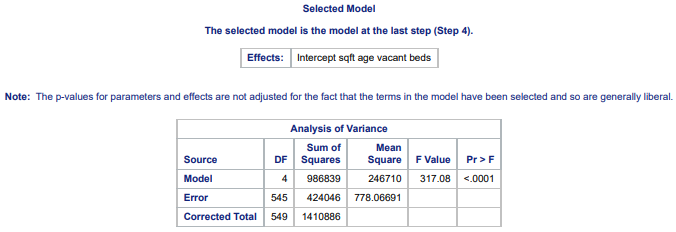 Selected Model
The selected model is the model at the last step (Step 4).
Effects: Intercept sqft age vacant beds
Note: The p-values for parameters and effects are not adjusted for the fact that the terms in the model have been selected and so are generally liberal.
Analysis of Variance
Source DF Sum of Squares Mean Square F Value Pr > F
Model 4 986839 246710 317.08 <.0001
Error 545 424046 778.06691
Corrected Total 549 1410886